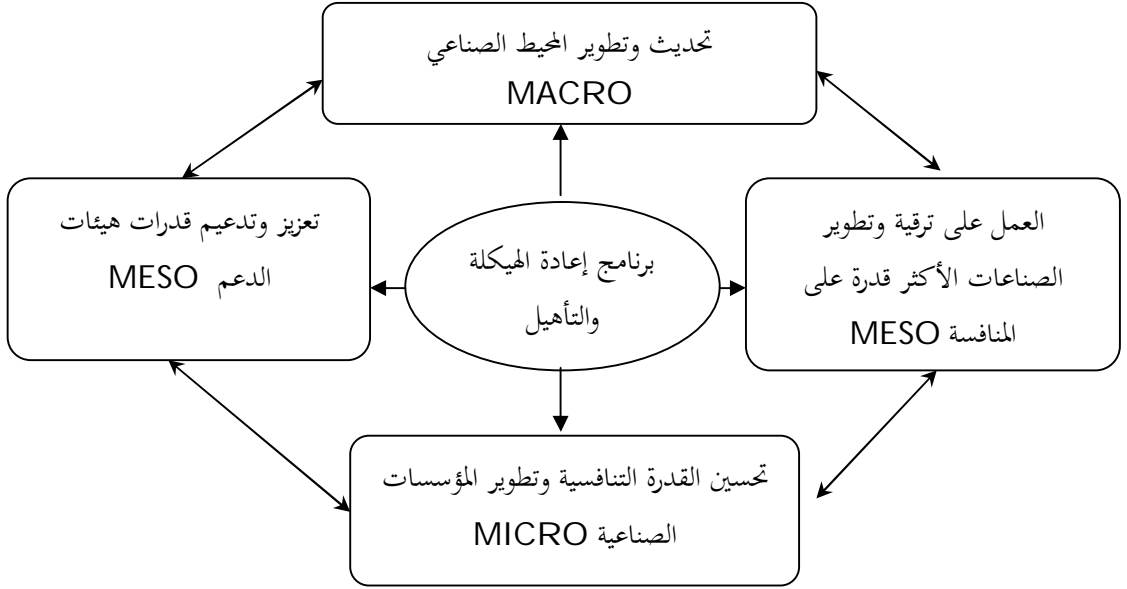 تحديث وتطوير المحيط الصناعي
MACRO
العمل على ترقية وتطوير
الصناعات الأكثر قدرة على
المنافسة MESO
برنامج إعادة الهيكلة
والتأهيل
تعزيز وتدعيم قدرات هيئات
الدعم MESO
تحسين القدرة التنافسية وتطوير المؤسسات
الصناعية MICRO